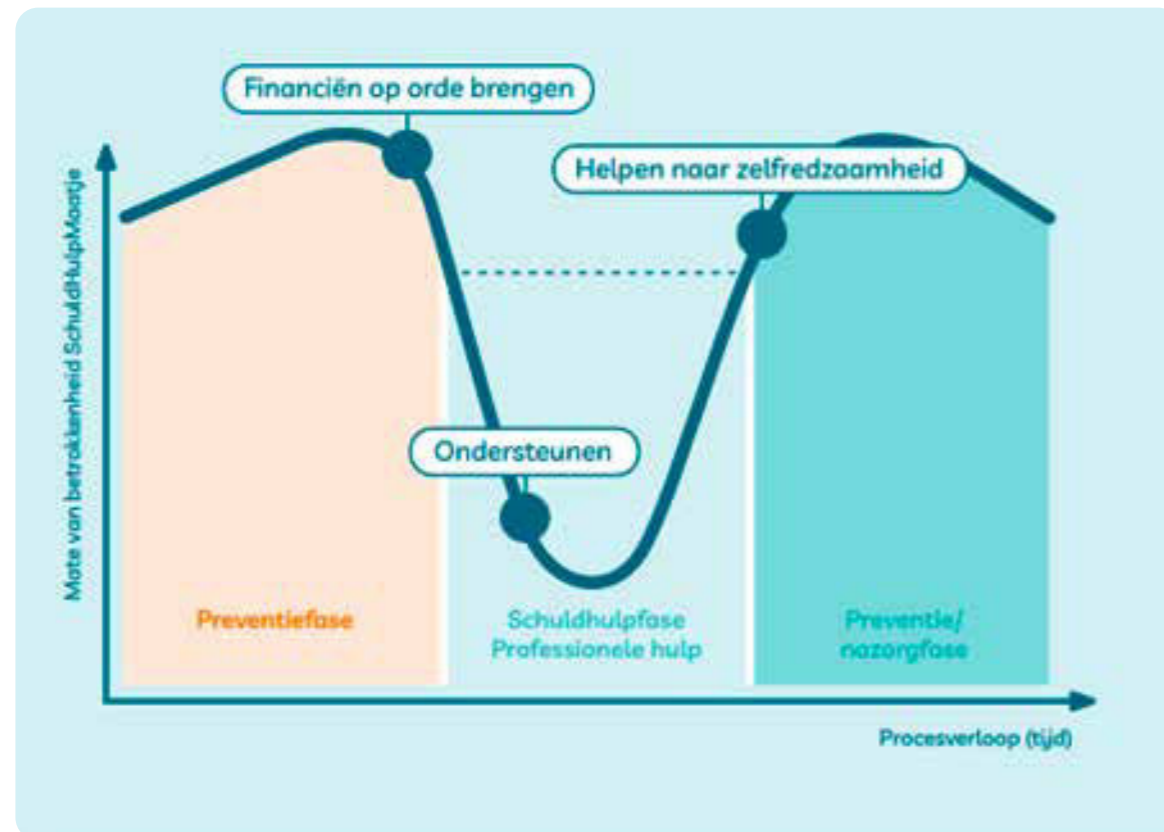 Financiën op orde brengen
Helpen naar zelfredzaamheid
Mate van betrokkenheid SchuldHulpMaatje
Ondersteunen
Preventiefase
Schuldhulpfase
Professionele hulp
Preventie/
nazorgfase
Procesverloop (tijd)